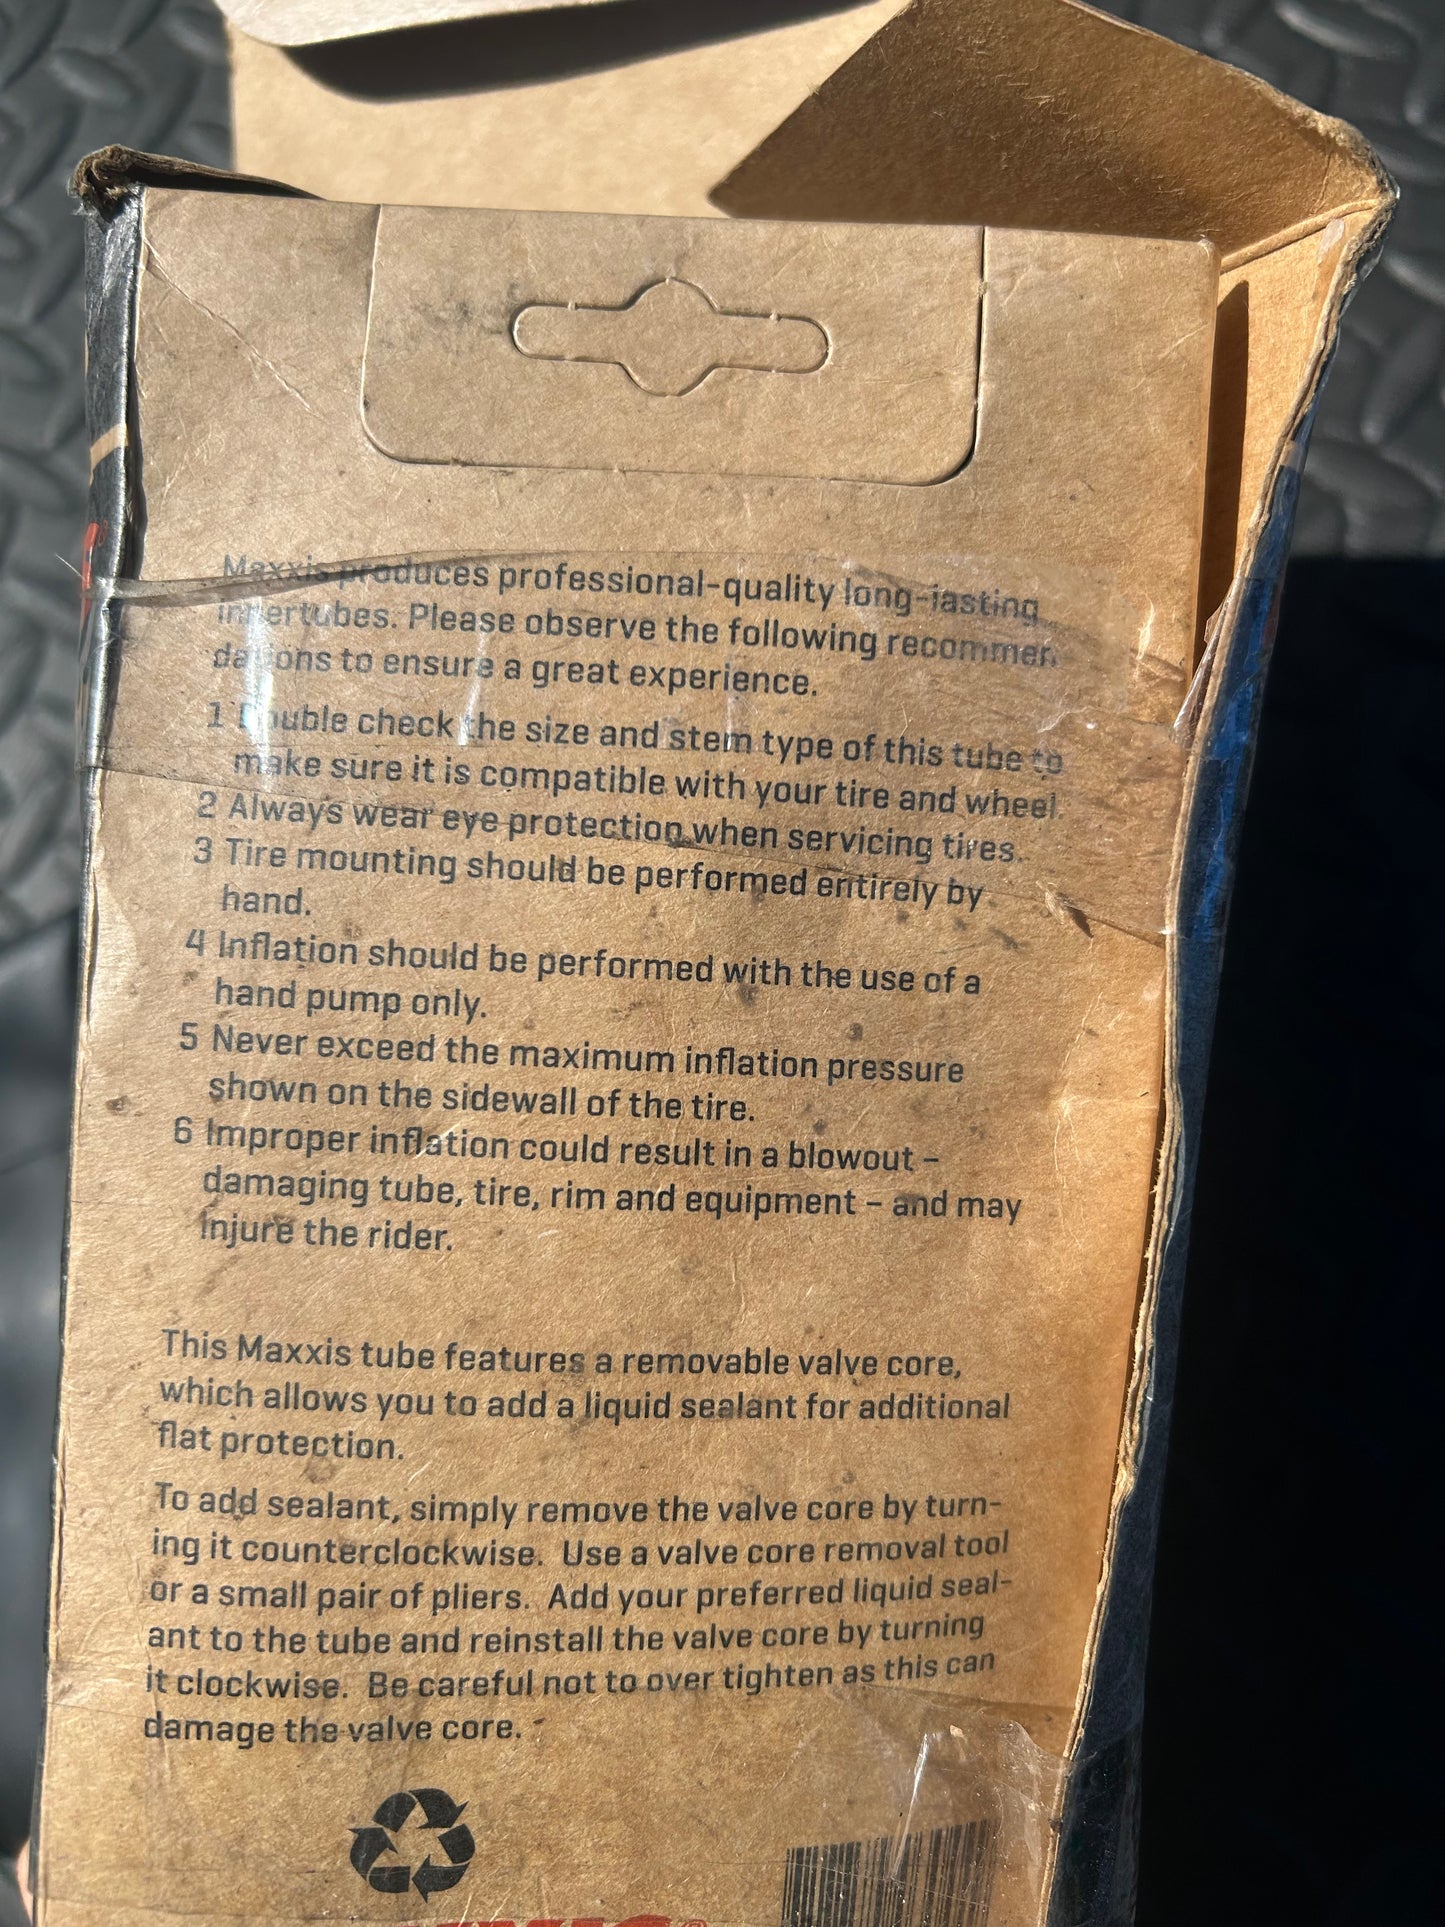 Maxxis produces professional-quality long-lasting
innertubes. Please observe the following recommen
dations to ensure a great experience.
1 Double check the size and stem type of this tube to
make sure it is compatible with your tire and wheel.
2 Always wear eye protection when servicing tires.
3 Tire mounting should be performed entirely by
hand.
4 Inflation should be performed with the use of a
hand pump only.
5 Never exceed the maximum inflation pressure
shown on the sidewall of the tire.
6 Improper inflation could result in a blowout –
damaging tube, tire, rim and equipment – and may
injure the rider.
This Maxxis tube features a removable valve core,
which allows you to add a liquid sealant for additional
flat protection.
To add sealant, simply remove the valve core by turn-
ing it counterclockwise.  Use a valve core removal tool
or a small pair of pliers.  Add your preferred liquid seal-
ant to the tube and reinstall the valve core by turning
it clockwise.  Be careful not to over tighten as this can
damage the valve core.